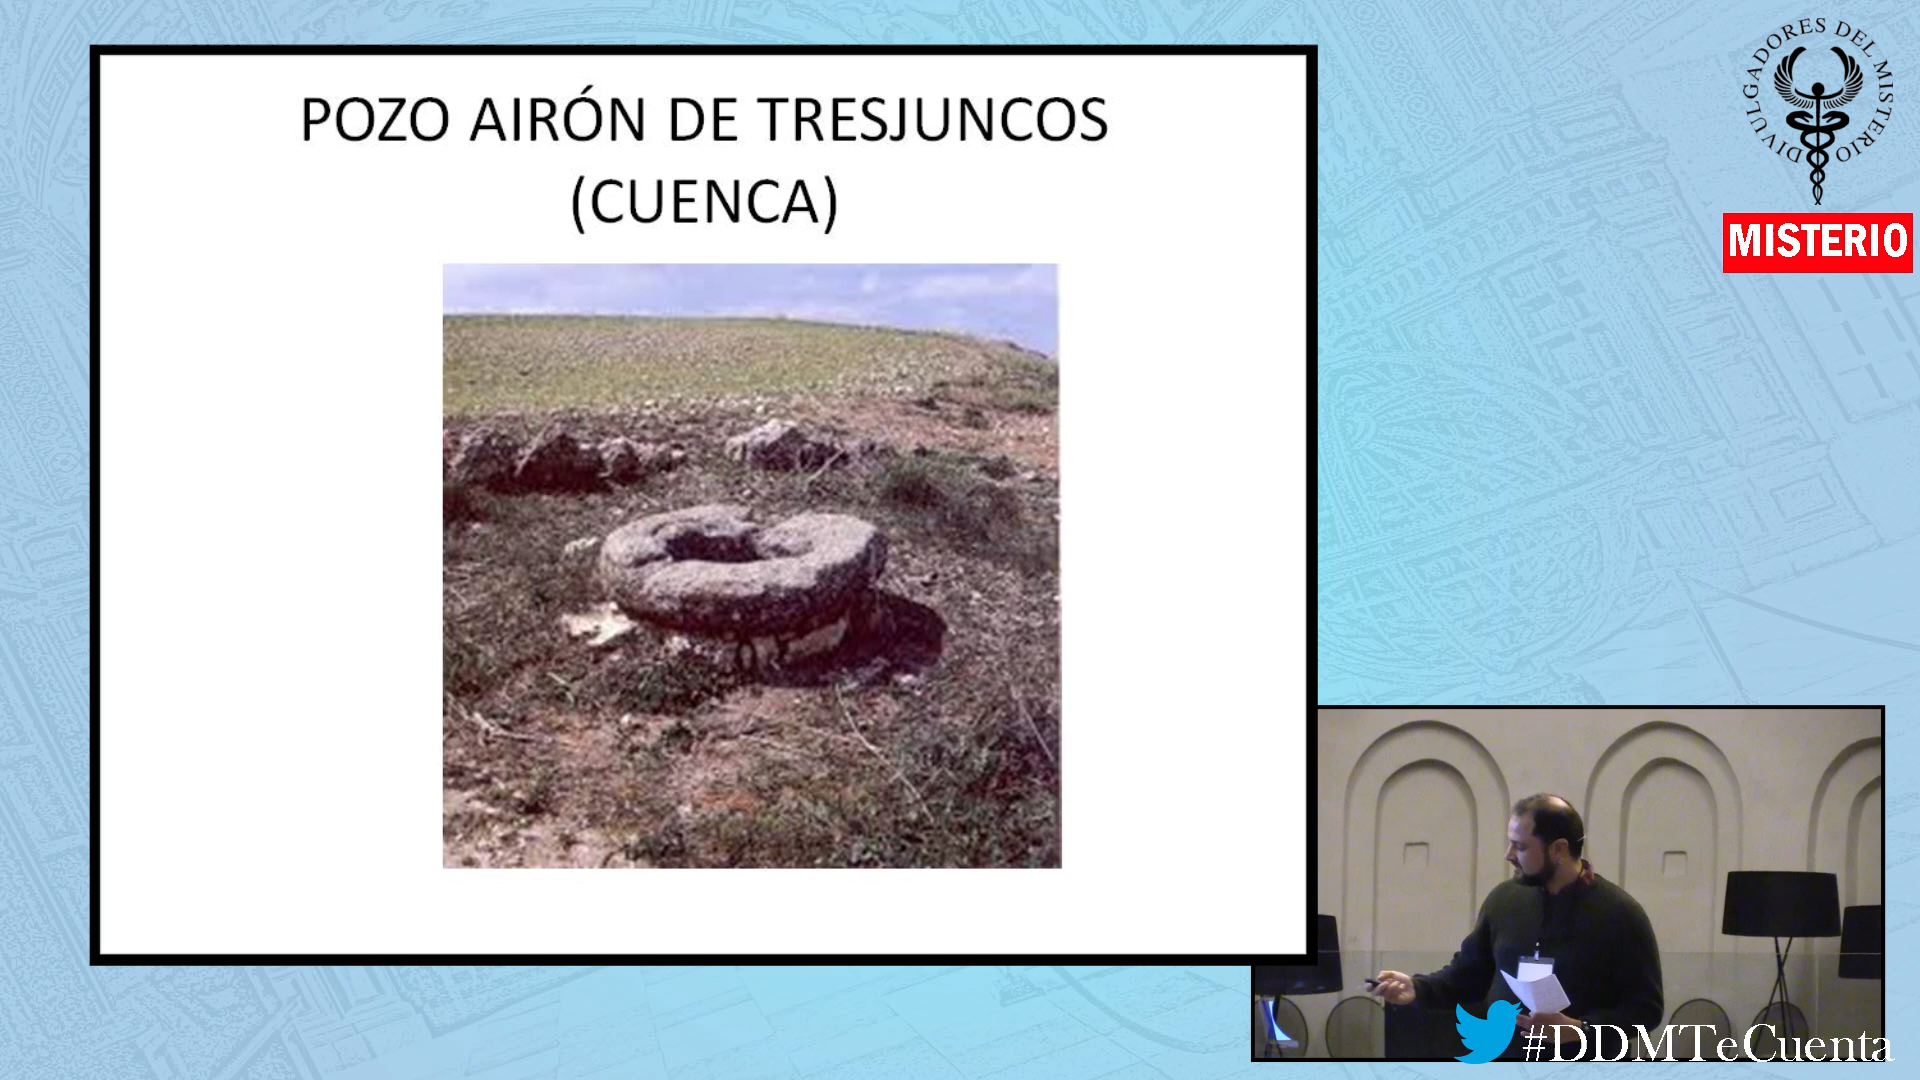 POZO AIRÓN DE TRESJUNCOS
(CUENCA)
DIVULGADORES DEL MISTERIO
MISTERIO
#DDMTeCuenta